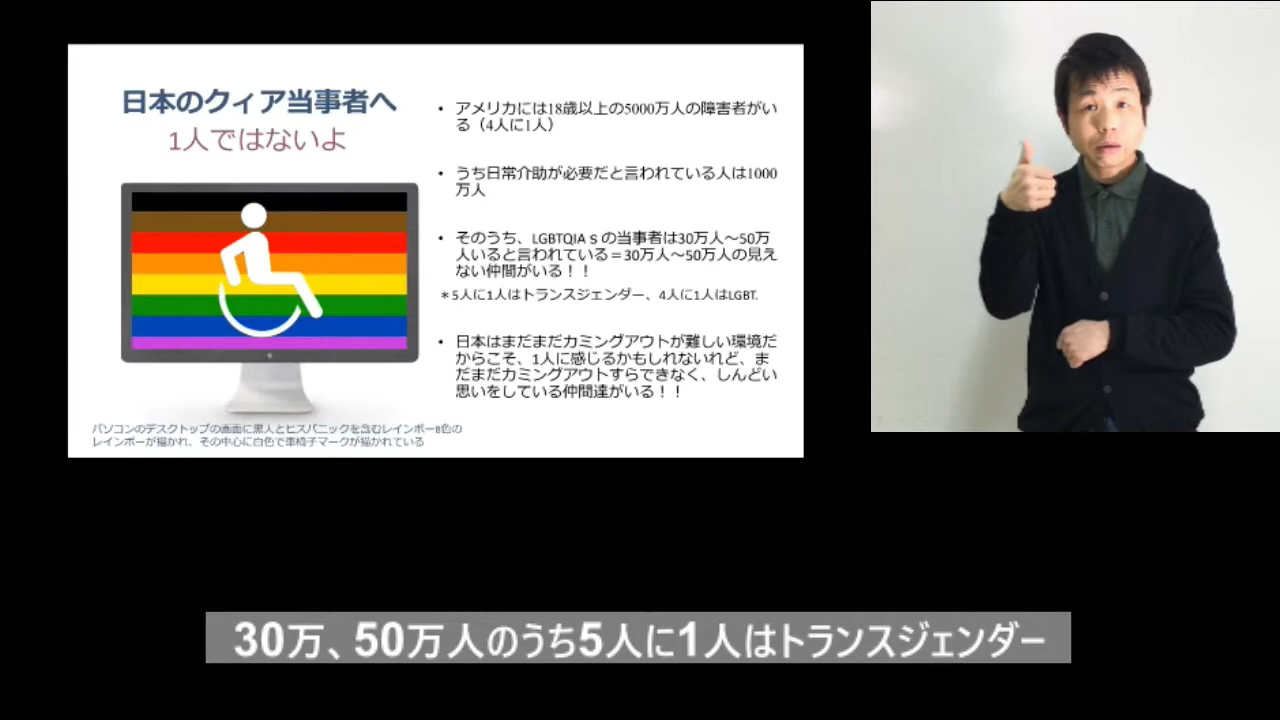 日本のクィア当事者へ
1人ではないよ
• アメリカには18歳以上の5000万人の障害者がい
る（4人に1人）
• うち日常介助が必要だと言われている人は1000
万人
• そのうち、LGBTQIAｓの当事者は30万人～50万
人いると言われている＝30万人～50万人の見え
ない仲間がいる！！
＊5人に1人はトランスジェンダー、4人に1人はLGBT.
• 日本はまだまだカミングアウトが難しい環境だ
からこそ、1人に感じるかもしれないれど、ま
だまだカミングアウトすらできなく、しんどい
思いをしている仲間達がいる！！
パソコンのデスクトップの画面に黒人とヒスパニックを含むレインボー8色の
レインボーが描かれ、その中心に白色で車椅子マークが描かれている
30万、50万人のうち5人に1人はトランスジェンダー